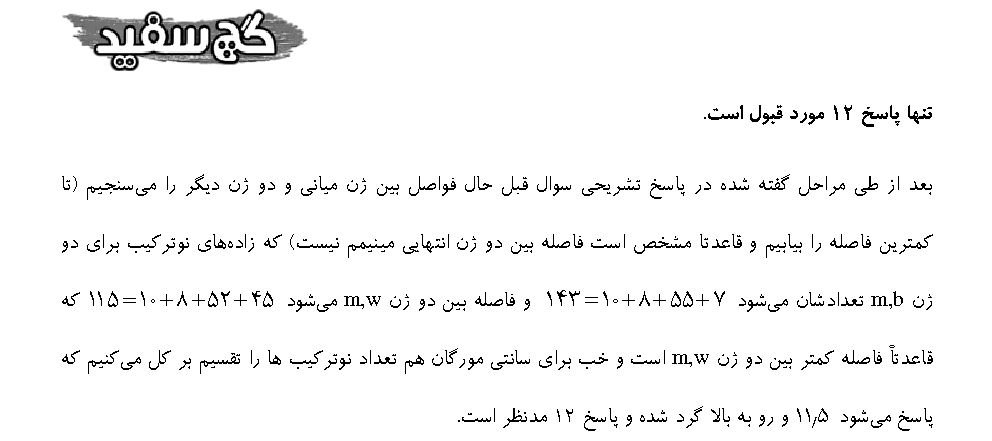 گچ سفید
تنها پاسخ ۱۲ مورد قبول است.
بعد از طی مراحل گفته شده در پاسخ تشریحی سوال قبل حال فواصل بین ژن میانی و دو ژن دیگر را می‌سنجیم (تا
کمترین فاصله را بیابیم و قاعدتا مشخص است فاصله بین دو ژن انتهایی مینیمم نیست) که زاده‌های نوترکیب برای دو
ژن m,b تعدادشان می‌شود ۱۴۳=۱۰+۸+۵۵+۷ و فاصله بین دو ژن m,w می‌شود ۱۱۵=۱۰+۸+۵۲+۴۵ که
قاعدتاً فاصله کمتر بین دو ژن m,w است و خب برای سانتی مورگان هم تعداد نوترکیب ها را تقسیم بر کل می‌کنیم که
پاسخ می‌شود ۱۱٫۵ و رو به بالا گرد شده و پاسخ ۱۲ مدنظر است.